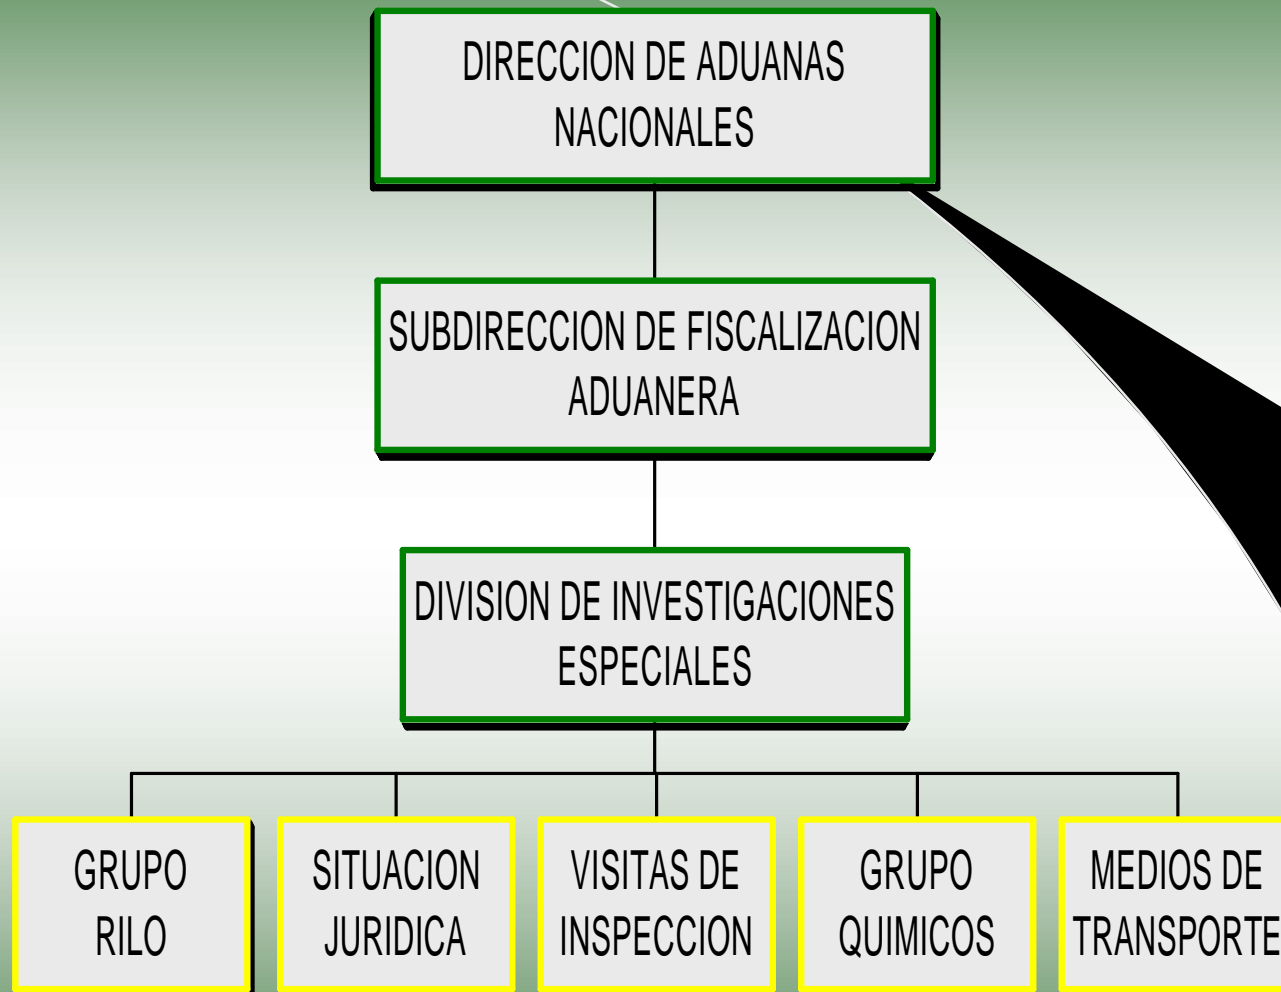 DIRECCION DE ADUANAS
NACIONALES
SUBDIRECCION DE FISCALIZACION
ADUANERA
DIVISION DE INVESTIGACIONES
ESPECIALES
GRUPO
RILO
SITUACION
JURIDICA
VISITAS DE
INSPECCION
GRUPO
QUIMICOS
MEDIOS DE
TRANSPORTE